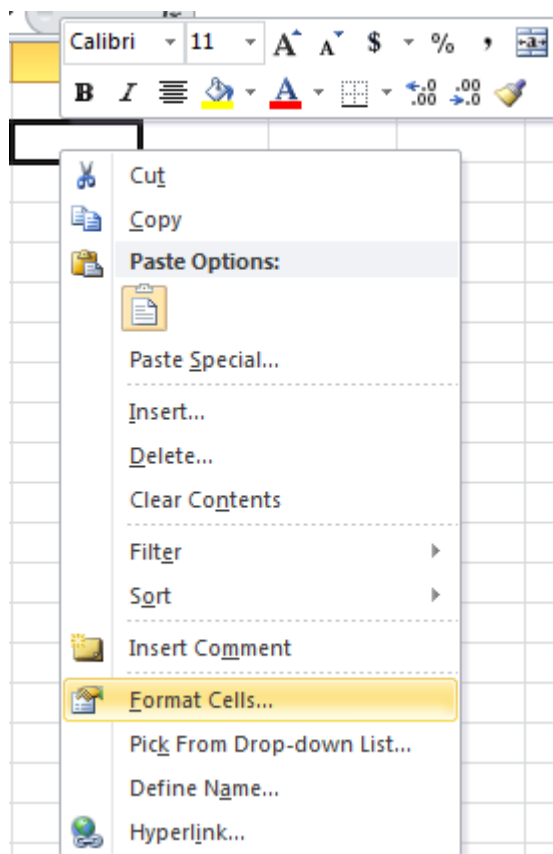 Calibri 11 A A $ % ,
B I A .0 .00 .00 .0
Cut
Copy
Paste Options:
Paste Special...
Insert...
Delete...
Clear Contents
Filter
Sort
Insert Comment
Format Cells...
Pick From Drop-down List...
Define Name...
Hyperlink...